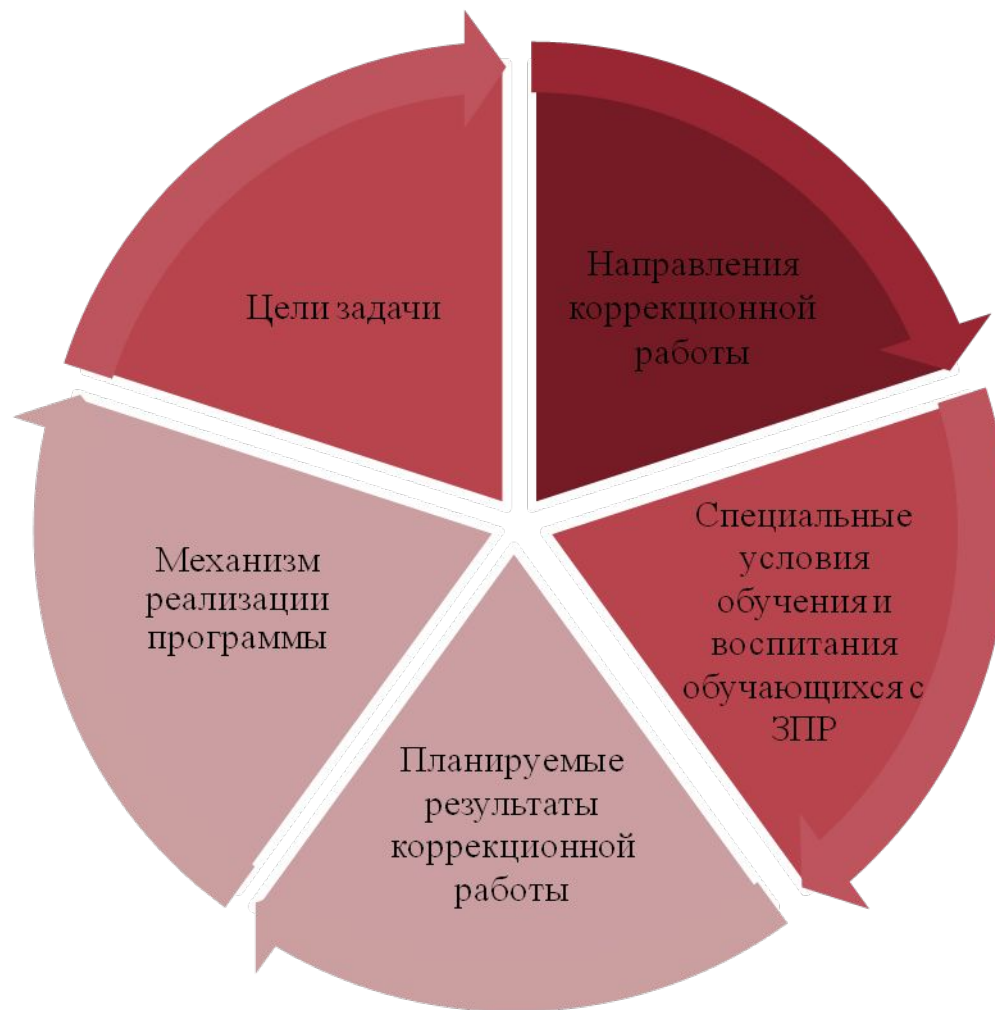 Цели задачи
Направления
коррекционной
работы
Специальные
условия
обучения и
воспитания
обучающихся с
ЗПР
Планируемые
результаты
коррекционной
работы
Механизм
реализации
программы